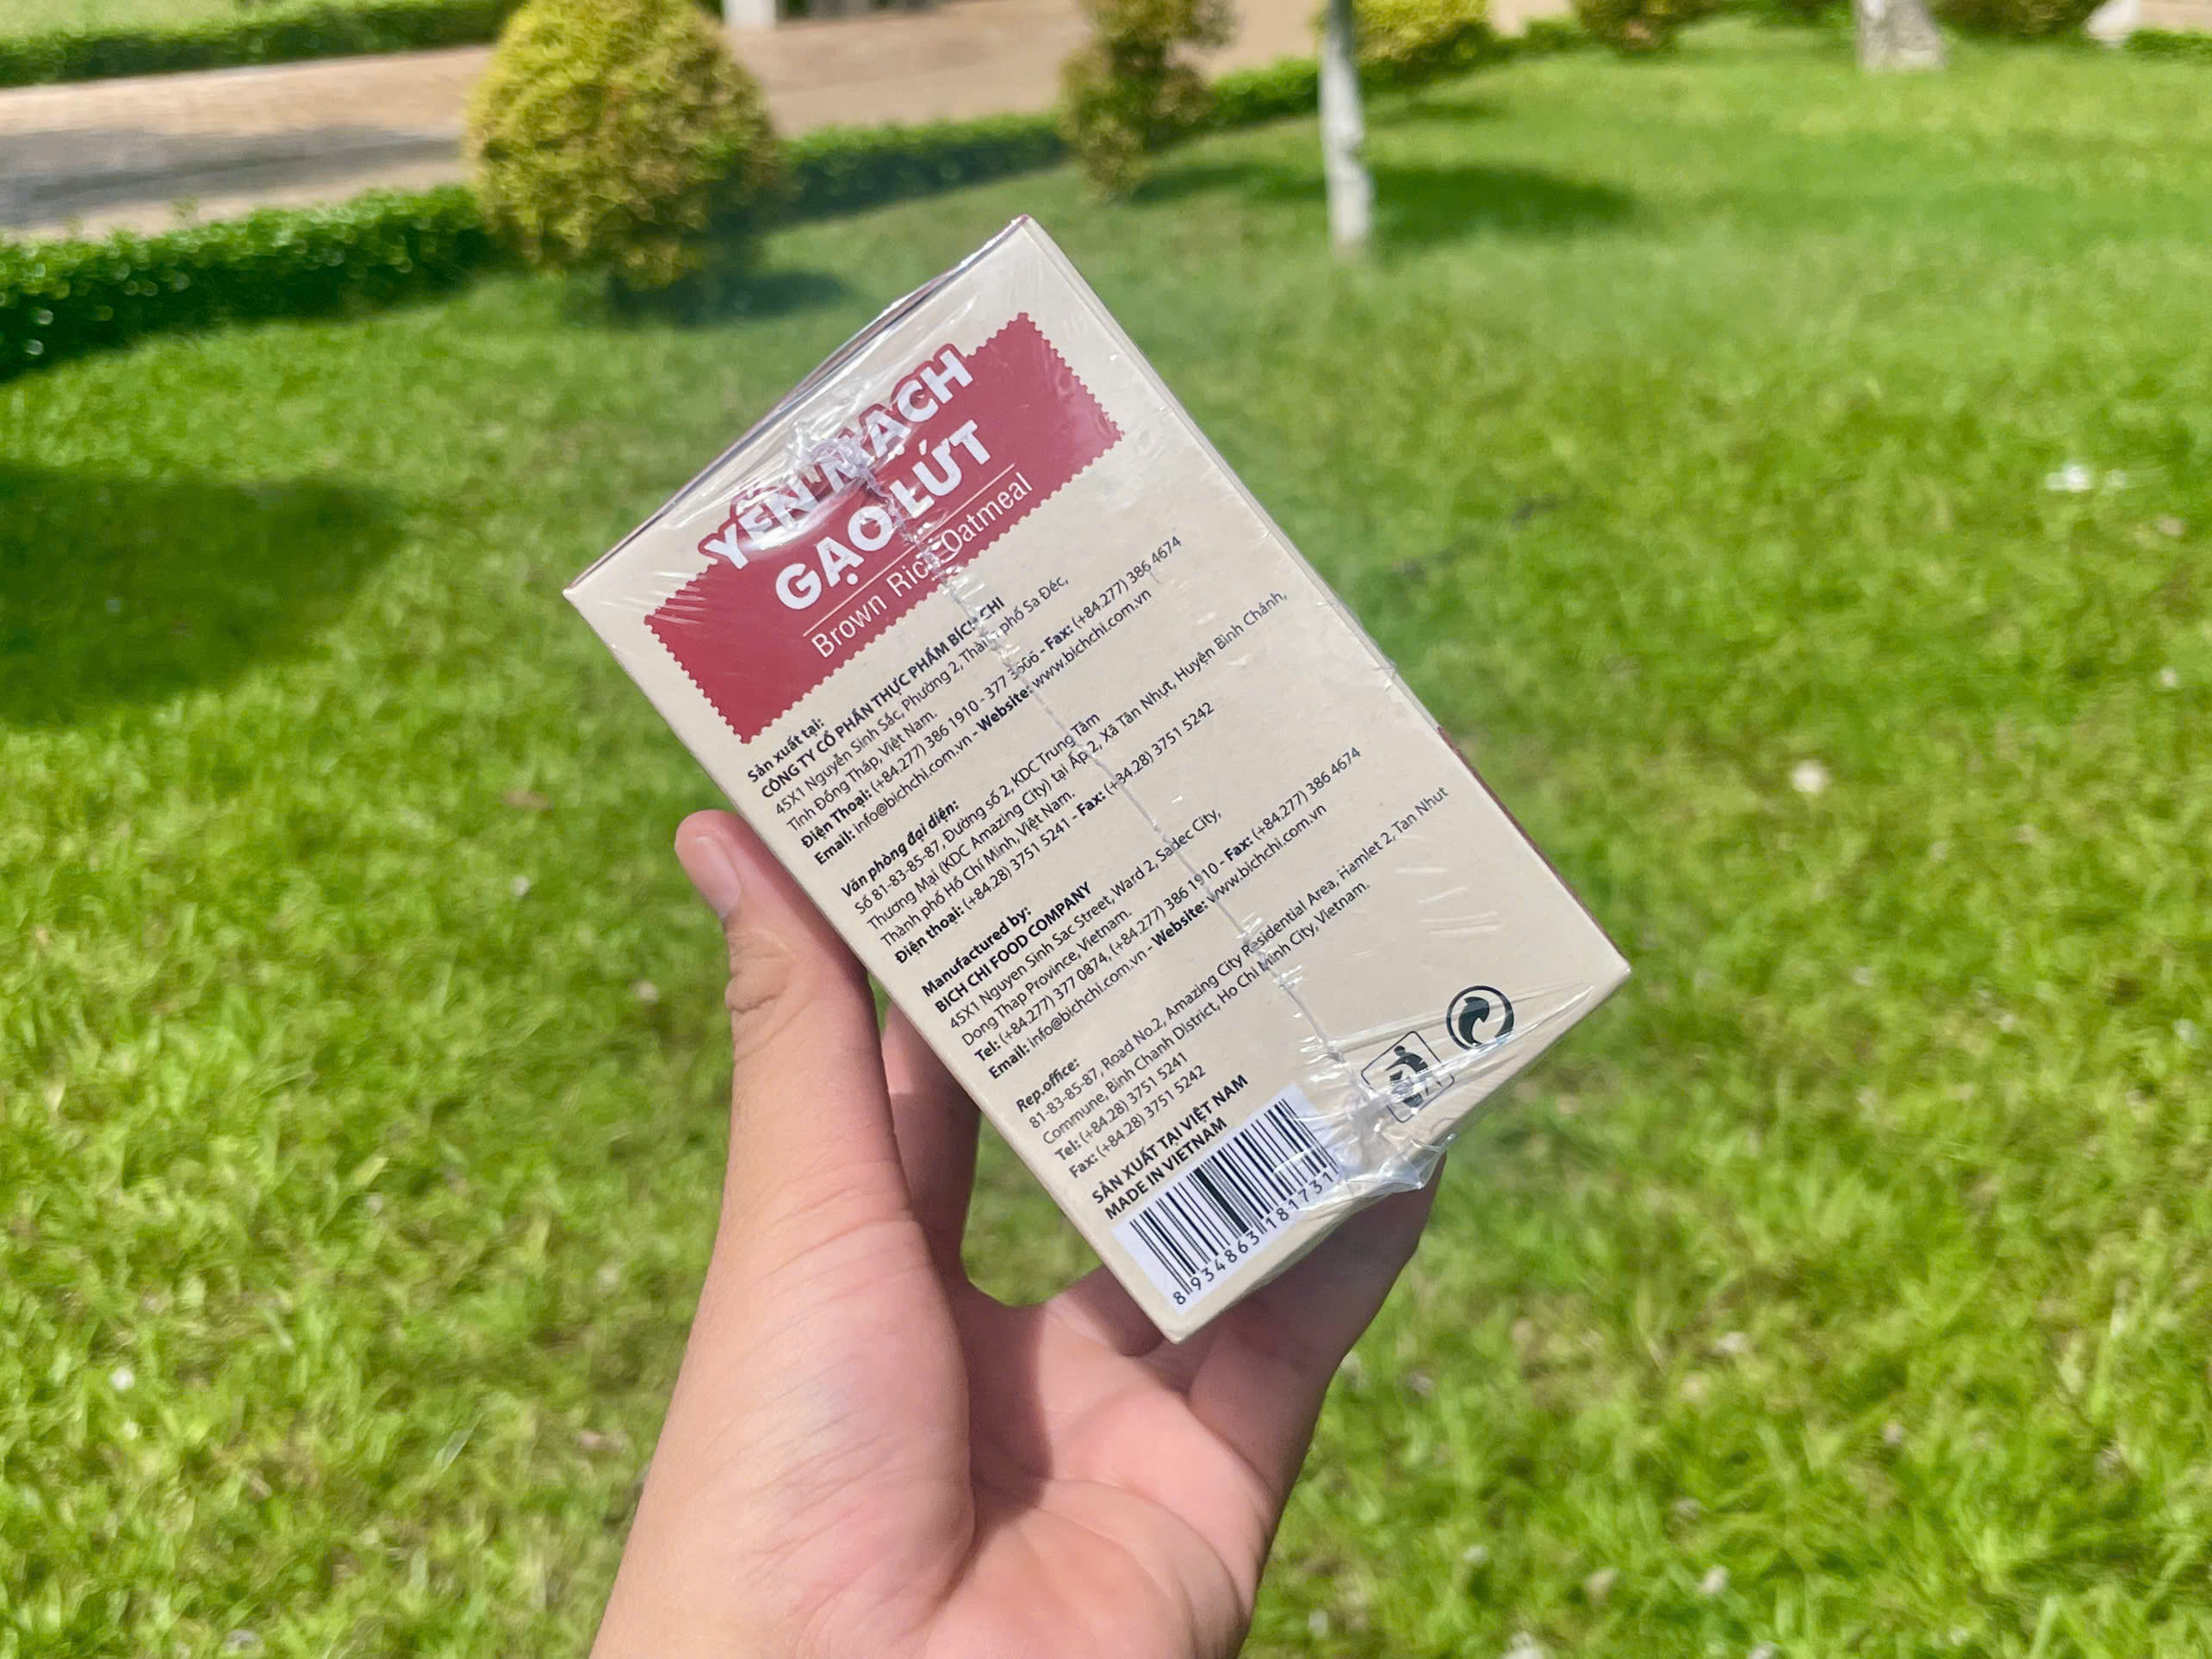 YẾN MẠCH
GẠO LỨT
Brown Rice Oatmeal
Sản xuất tại:
CÔNG TY CỔ PHẦN THỰC PHẨM BÍCH CHI
45X1 Nguyễn Sinh Sắc, Phường 2, Thành phố Sa Đéc,
Tỉnh Đồng Tháp, Việt Nam.
Điện Thoại: (+84.277) 386 1910 - 377 3606 - Fax: (+84.277) 386 4674
Email: info@bichchi.com.vn - Website: www.bichchi.com.vn
Văn phòng đại diện:
Số 81-83-85-87, Đường số 2, KDC Trung Tâm
Thương Mại (KDC Amazing City) tại Ấp 2, Xã Tân Nhựt, Huyện Bình Chánh,
Thành phố Hồ Chí Minh, Việt Nam.
Điện thoại: (+84.28) 3751 5241 - Fax: (+84.28) 3751 5242
Manufactured by:
BICH CHI FOOD COMPANY
45X1 Nguyen Sinh Sac Street, Ward 2, Sadec City,
Dong Thap Province, Vietnam.
Tel: (+84.277) 377 0874, (+84.277) 386 1910 - Fax: (+84.277) 386 4674
Email: info@bichchi.com.vn - Website: www.bichchi.com.vn
Rep.office:
81-83-85-87, Road No.2, Amazing City Residential Area, Hamlet 2, Tan Nhut
Commune, Binh Chanh District, Ho Chi Minh City, Vietnam.
Tel: (+84.28) 3751 5241
Fax: (+84.28) 3751 5242
SẢN XUẤT TẠI VIỆT NAM
MADE IN VIETNAM
8 934863 181731